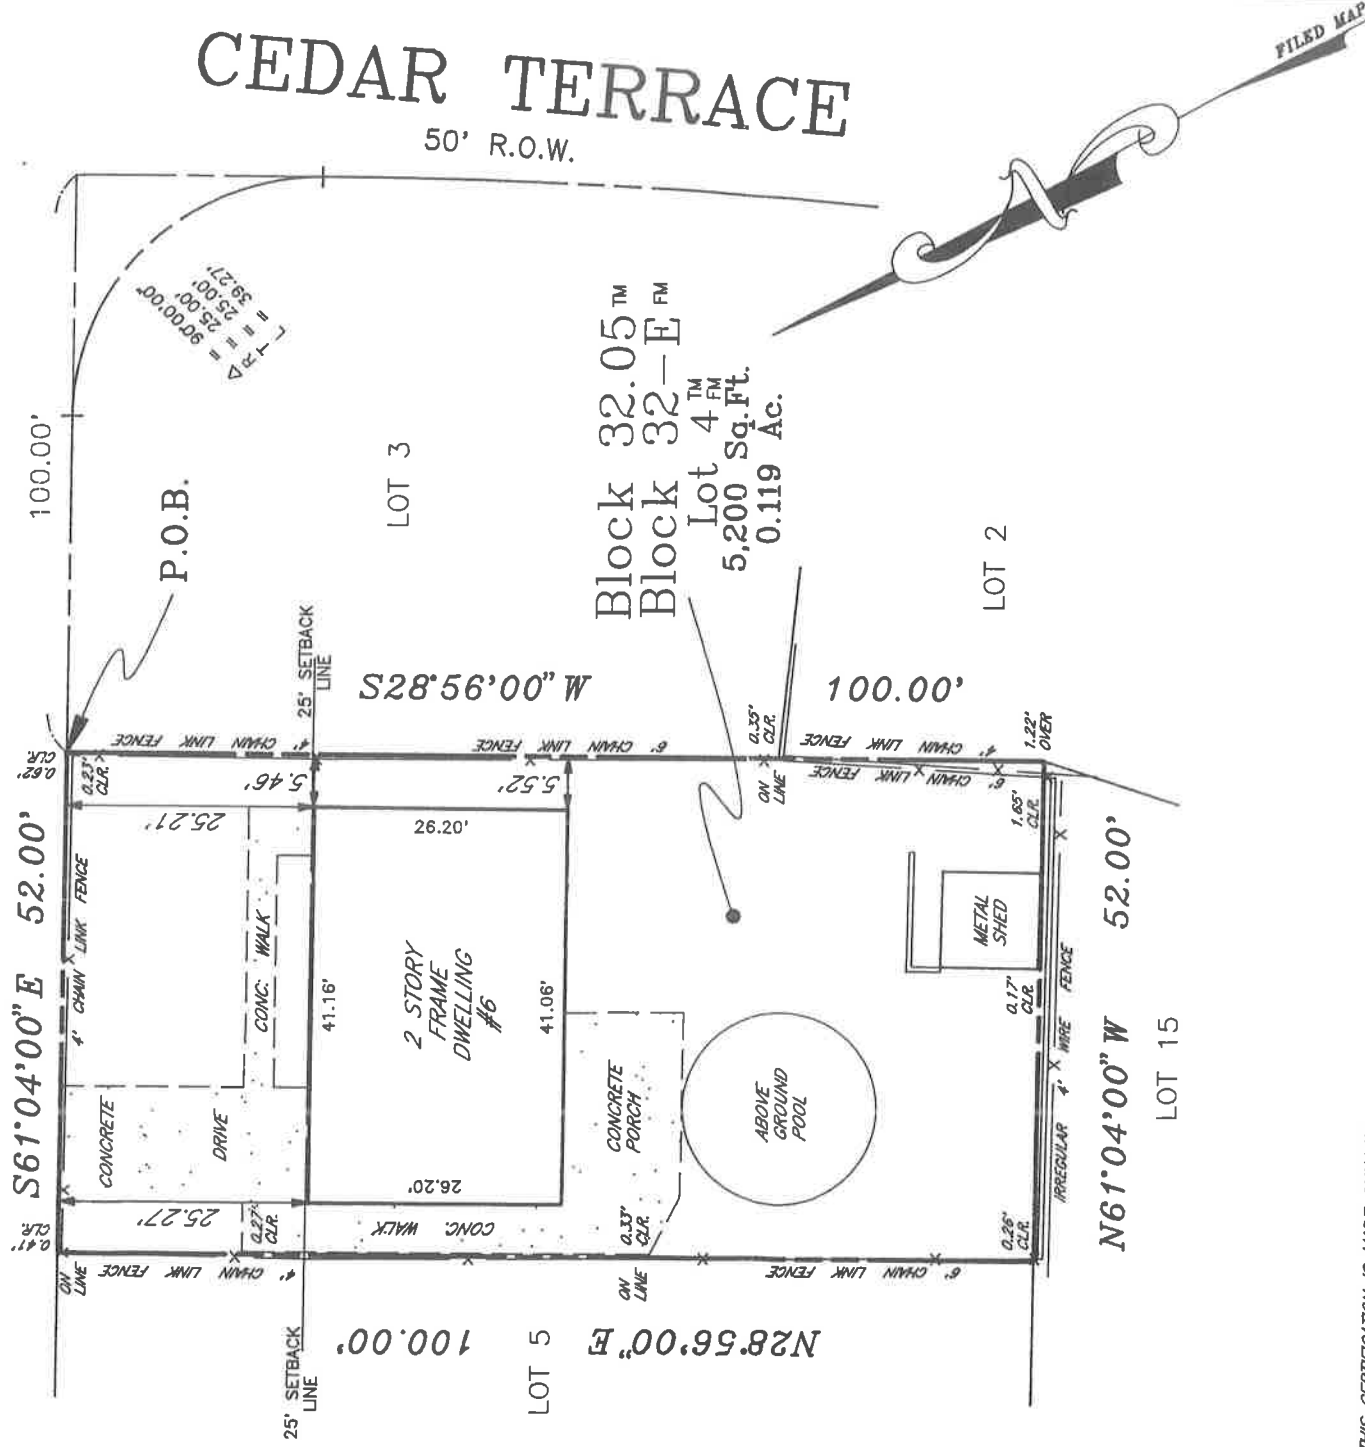 CEDAR TERRACE
50' R.O.W.
FILED MAP
100.00'
Δ = 90°00'00"
R = 25.00'
T = 25.00'
L = 39.27'
P.O.B.
LOT 3
Block 32.05™
Block 32-E FM
Lot 4 TM FM
5,200 Sq.Ft.
0.119 Ac.
LOT 2
25' SETBACK
LINE
S28°56'00"W
100.00'
0.62'
CLR.
0.23'
CLR.
4' CHAIN LINK FENCE
6' CHAIN LINK FENCE
0.35'
CLR.
ON
LINE
4' CHAIN LINK FENCE
6' CHAIN LINK FENCE
1.22'
OVER
S61°04'00"E 52.00'
4' CHAIN LINK FENCE
25.21'
5.46'
5.52'
26.20'
CONC. WALK
41.16'
2 STORY
FRAME
DWELLING
#6
41.06'
26.20'
CONCRETE
DRIVE
25.27'
0.41'
CLR.
ON
LINE
0.27'
CLR.
4' CHAIN LINK FENCE
CONC. WALK
CONCRETE
PORCH
0.33'
CLR.
ON
LINE
ABOVE
GROUND
POOL
METAL
SHED
1.65'
CLR.
0.17'
CLR.
0.26'
CLR.
6' CHAIN LINK FENCE
IRREGULAR 4' WIRE FENCE
N61°04'00"W 52.00'
LOT 15
25' SETBACK
LINE
100.00'
N28°56'00"E
LOT 5
THIS CERTIFICATION IS MADE